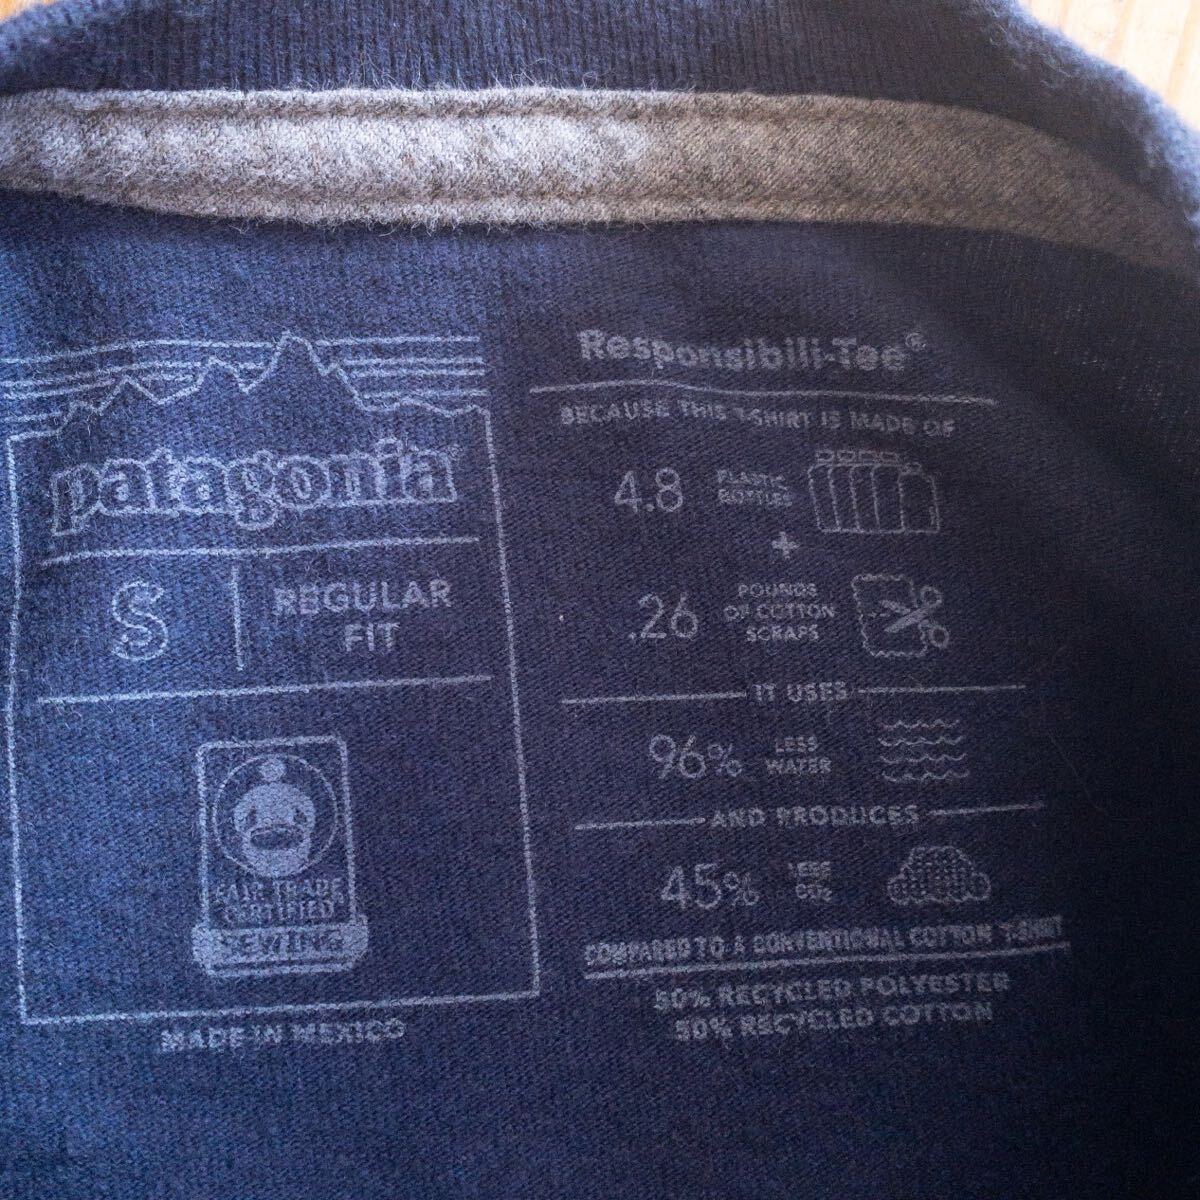 patagonia
S
REGULAR
FIT
FAIR TRADE
CERTIFIED
SEWING
MADE IN MEXICO
Responsibili-Tee®
BECAUSE THIS T-SHIRT IS MADE OF
4.8
PLASTIC
BOTTLES
+
.26
POUNDS
OF COTTON
SCRAPS
IT USES
96%
LESS
WATER
AND PRODUCES
45%
LESS
CO2
COMPARED TO A CONVENTIONAL COTTON T-SHIRT
50% RECYCLED POLYESTER
50% RECYCLED COTTON